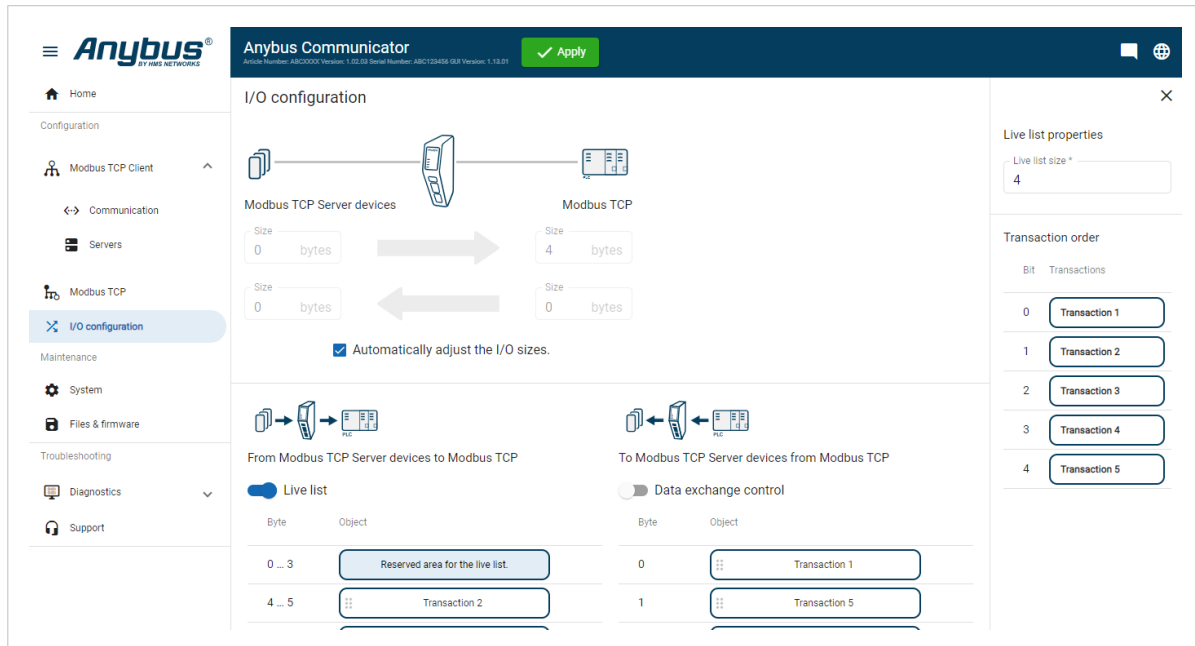 Anybus®
BY HMS NETWORKS
Anybus Communicator
Article Number: ABCXXXX Version: 1.02.03 Serial Number: ABC123456 GUI Version: 1.13.01
Apply
Home
Configuration
Modbus TCP Client
Communication
Servers
Modbus TCP
I/O configuration
Maintenance
System
Files & firmware
Troubleshooting
Diagnostics
Support
I/O configuration
PLC
Modbus TCP Server devices
Modbus TCP
Size
0 bytes
Size
4 bytes
Size
0 bytes
Size
0 bytes
Automatically adjust the I/O sizes.
PLC
From Modbus TCP Server devices to Modbus TCP
Live list
Byte Object
0 ... 3 Reserved area for the live list.
4 ... 5 Transaction 2
PLC
To Modbus TCP Server devices from Modbus TCP
Data exchange control
Byte Object
0 Transaction 1
1 Transaction 5
Live list properties
Live list size *
4
Transaction order
Bit Transactions
0 Transaction 1
1 Transaction 2
2 Transaction 3
3 Transaction 4
4 Transaction 5